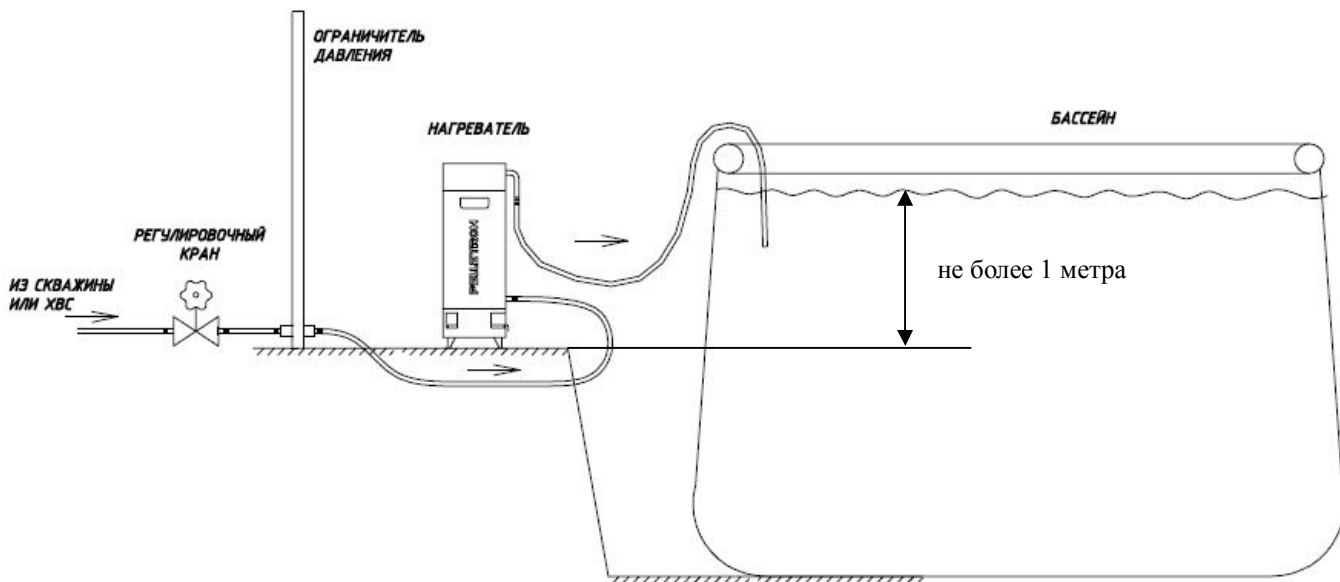 ОГРАНИЧИТЕЛЬ
ДАВЛЕНИЯ
НАГРЕВАТЕЛЬ
БАССЕЙН
РЕГУЛИРОВОЧНЫЙ
КРАН
ИЗ СКВАЖИНЫ
ИЛИ ХВС
не более 1 метра